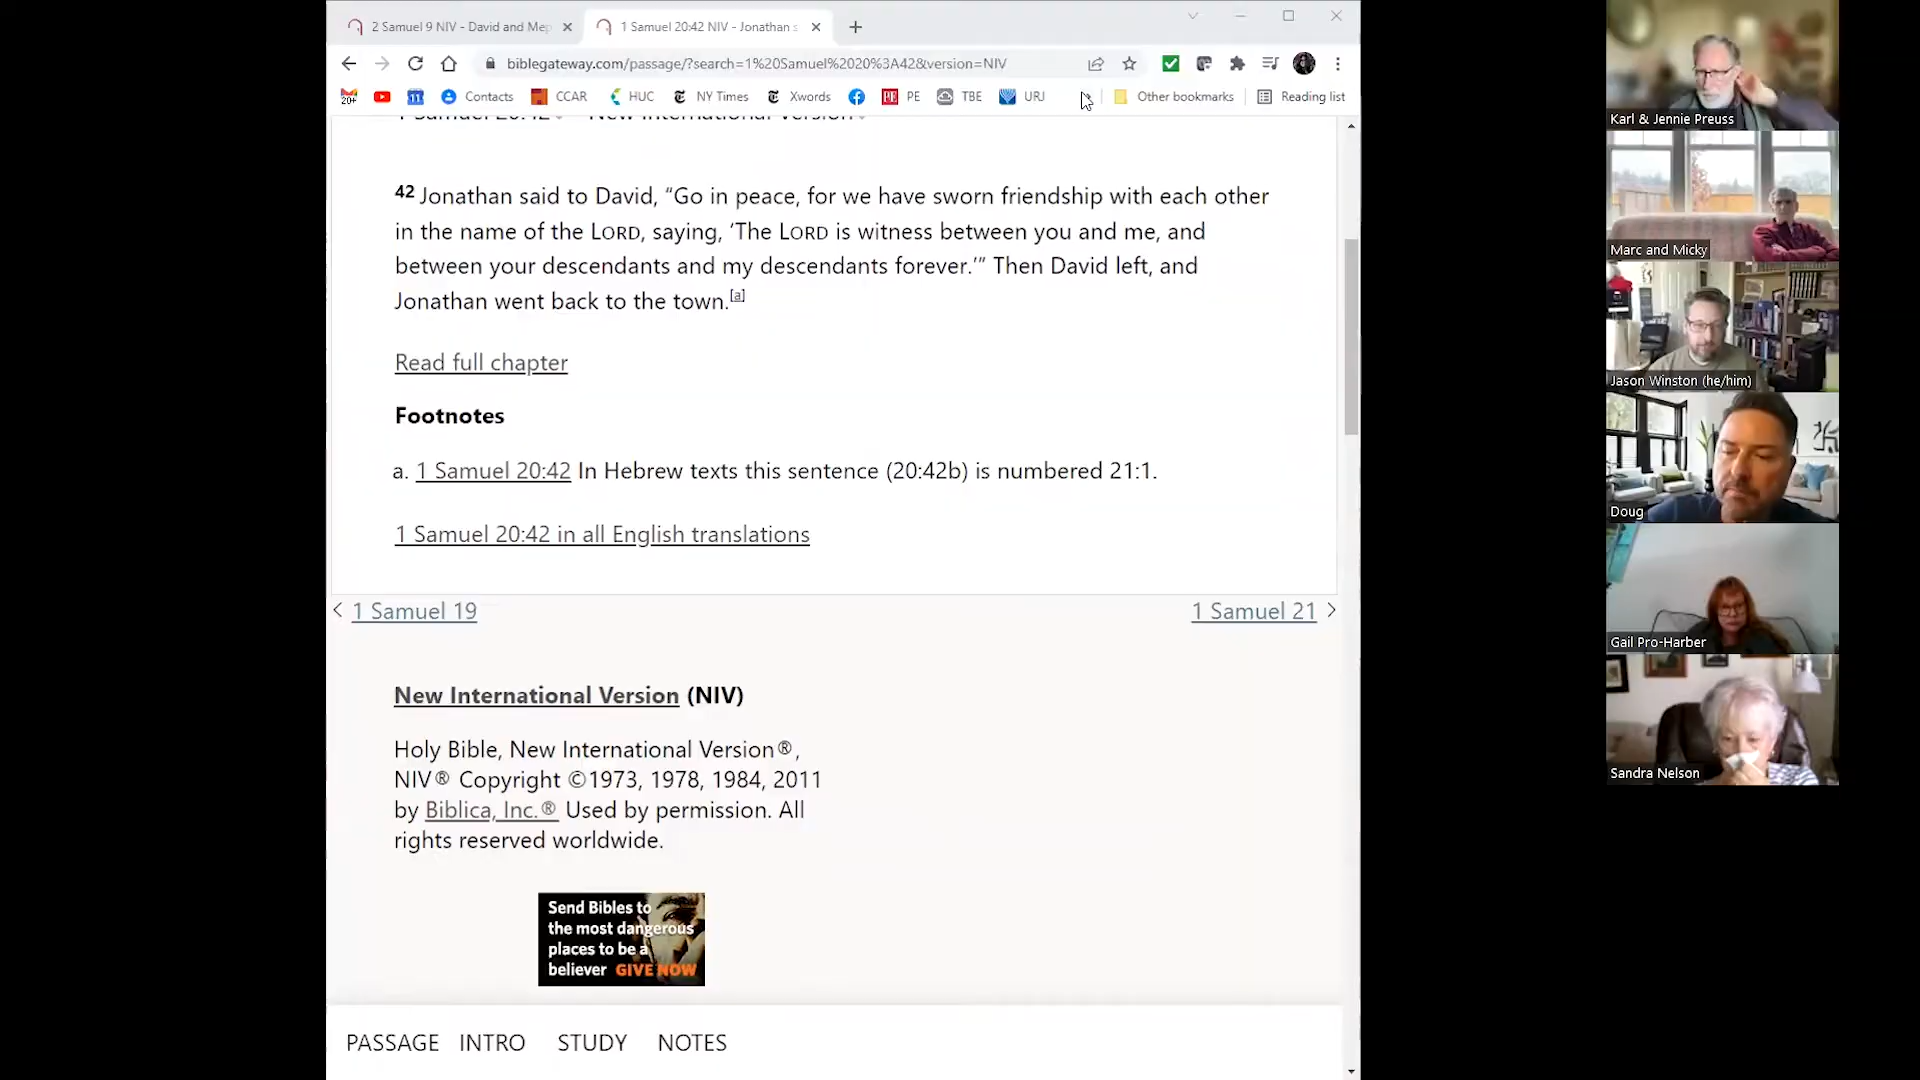 2 Samuel 9 NIV - David and Mep
1 Samuel 20:42 NIV - Jonathan s
biblegateway.com/passage/?search=1%20Samuel%2020%3A42&version=NIV
20+
11
Contacts
CCAR
HUC
NY Times
Xwords
PE
TBE
URJ
Other bookmarks
Reading list
1 Samuel 20:42 New International Version
42 Jonathan said to David, “Go in peace, for we have sworn friendship with each other
in the name of the LORD, saying, ‘The LORD is witness between you and me, and
between your descendants and my descendants forever.’” Then David left, and
Jonathan went back to the town.[a]
Read full chapter
Footnotes
a. 1 Samuel 20:42 In Hebrew texts this sentence (20:42b) is numbered 21:1.
1 Samuel 20:42 in all English translations
1 Samuel 19
1 Samuel 21
New International Version (NIV)
Holy Bible, New International Version®,
NIV® Copyright ©1973, 1978, 1984, 2011
by Biblica, Inc.® Used by permission. All
rights reserved worldwide.
Send Bibles to
the most dangerous
places to be a
believer GIVE NOW
PASSAGE INTRO STUDY NOTES
Karl & Jennie Preuss
Marc and Micky
Jason Winston (he/him)
Doug
Gail Pro-Harber
Sandra Nelson